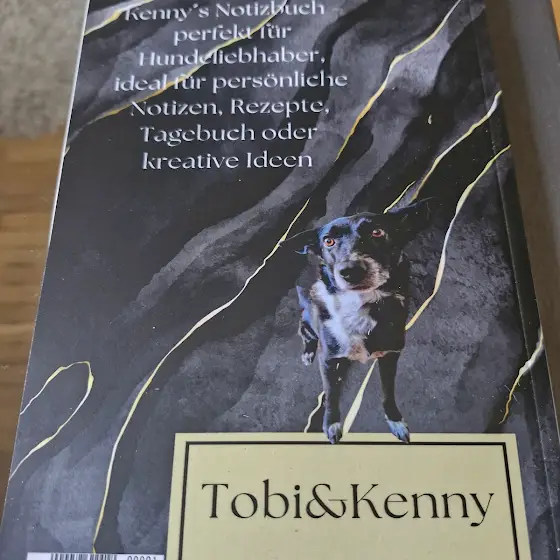 Kenny's Notizbuch –
perfekt für
Hundeliebhaber,
ideal für persönliche
Notizen, Rezepte,
Tagebuch oder
kreative Ideen
Tobi&Kenny